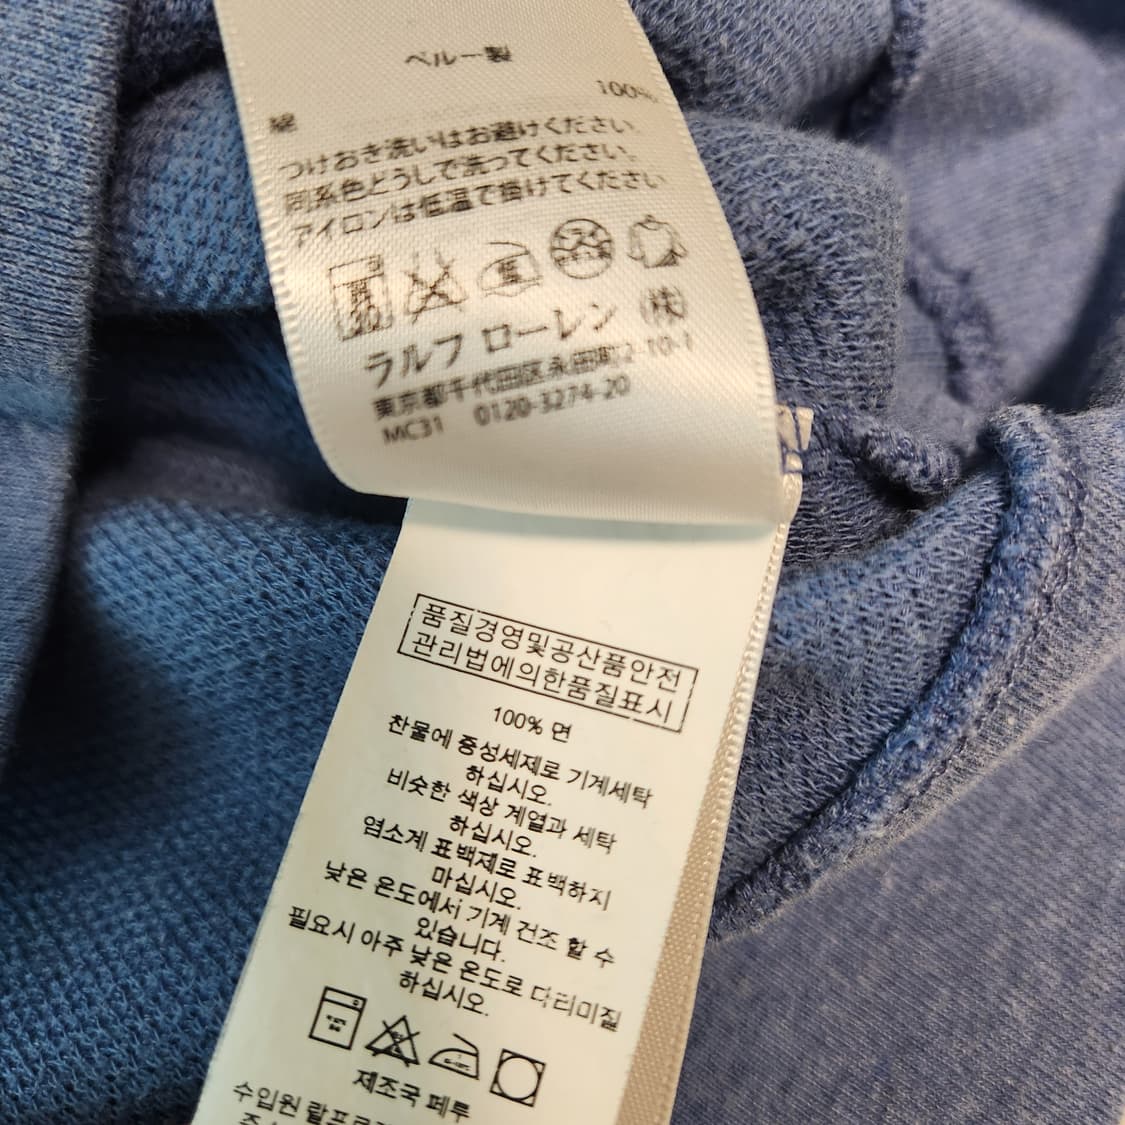 ペルー製
綿 100%
つけおき洗いはお避けください
同系色どうしで洗ってください.
アイロンは低温で掛けてください
ラルフ ローレン (株)
東京都千代田区永田町2-10-1
MC31 0120-3274-20
품질경영및공산품안전
관리법에의한품질표시
100% 면
찬물에 중성세제로 기계세탁
하십시오.
비슷한 색상 계열과 세탁
하십시오.
염소계 표백제로 표백하지
마십시오.
낮은 온도에서 기계 건조 할 수
있습니다.
필요시 아주 낮은 온도로 다리미질
하십시오.
제조국 페루
수입원 랄프로